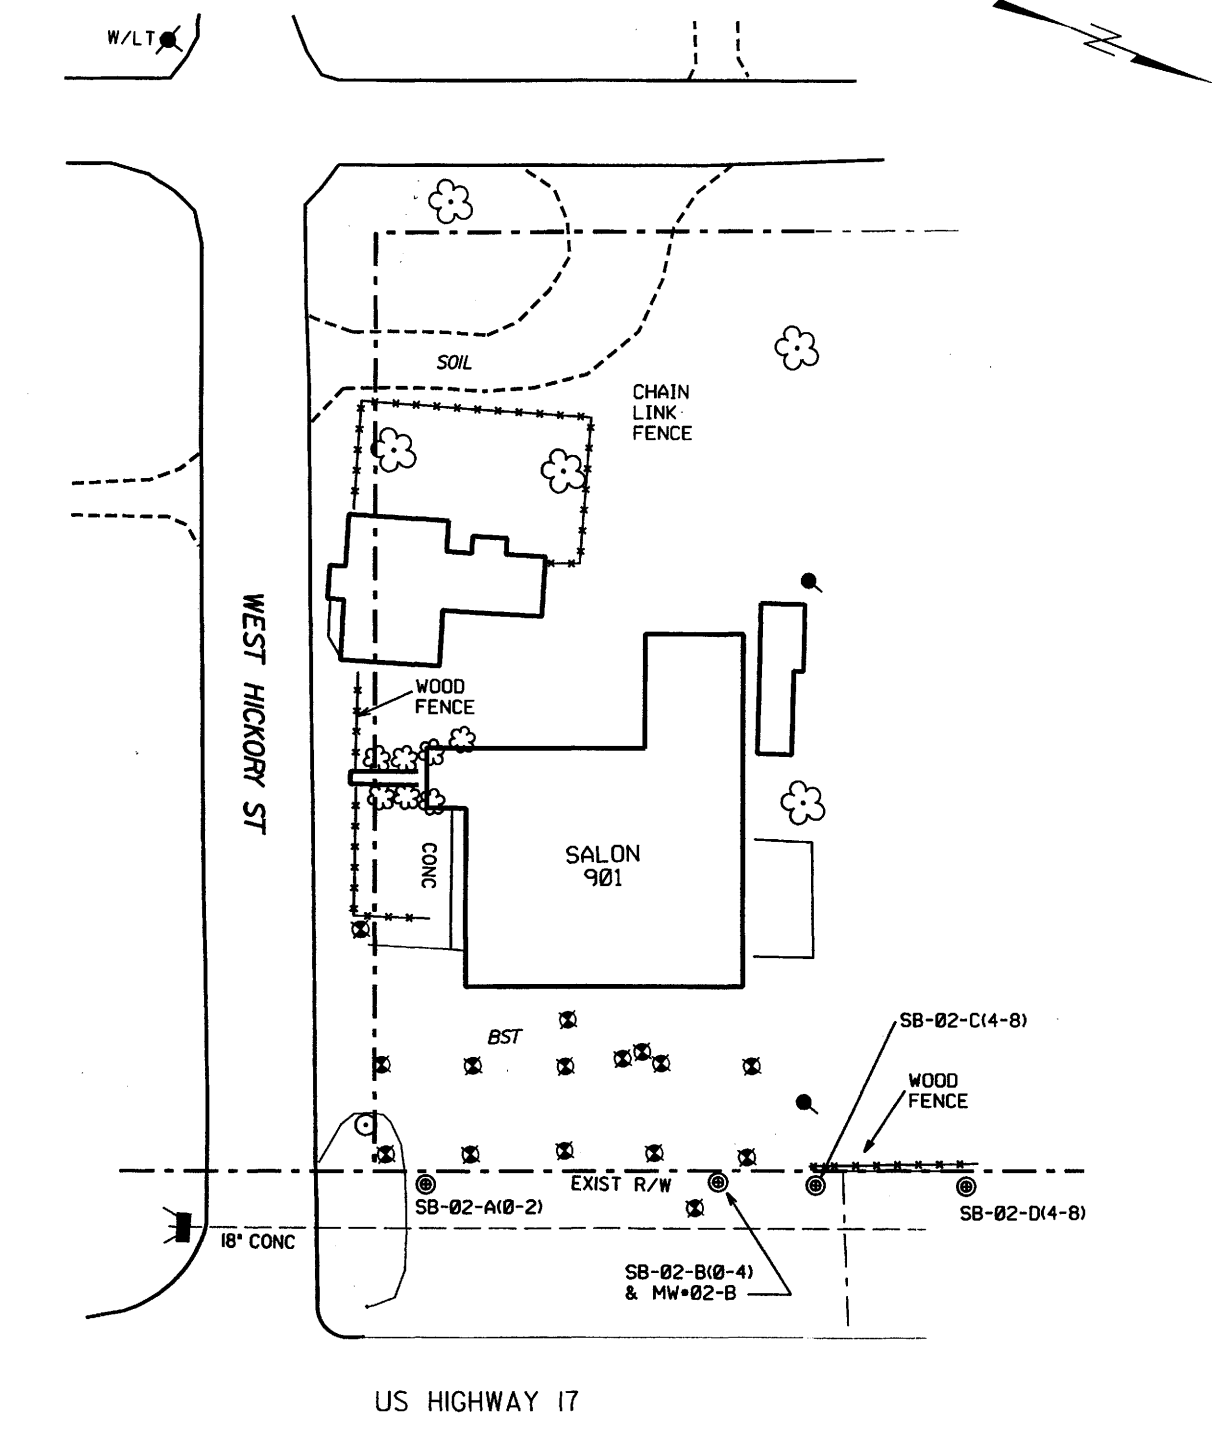 W/LT
N
SOIL
CHAIN
LINK
FENCE
WEST HICKORY ST
WOOD
FENCE
CONC
SALON
901
BST
SB-02-C(4-8)
WOOD
FENCE
EXIST R/W
SB-02-A(0-2)
SB-02-D(4-8)
18" CONC
SB-02-B(0-4)
& MW-02-B
US HIGHWAY 17